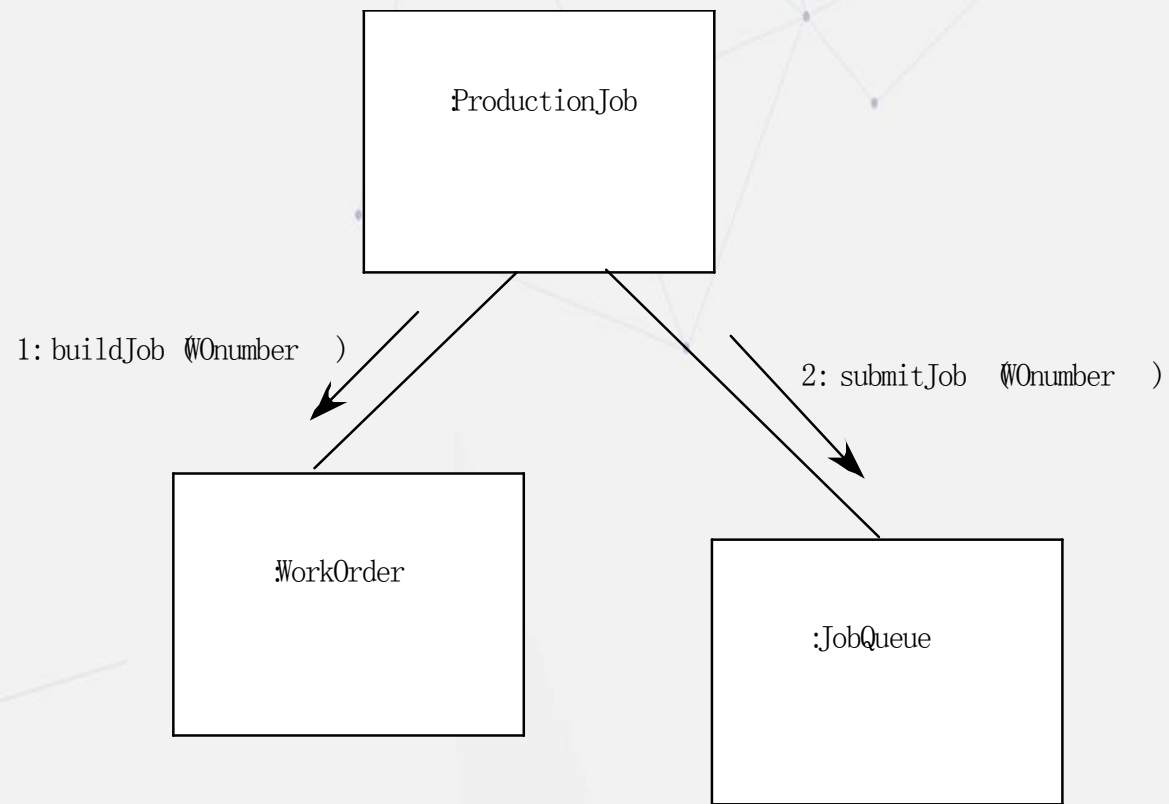 :ProductionJob
1: buildJob (WOnumber )
2: submitJob (WOnumber )
:WorkOrder
:JobQueue